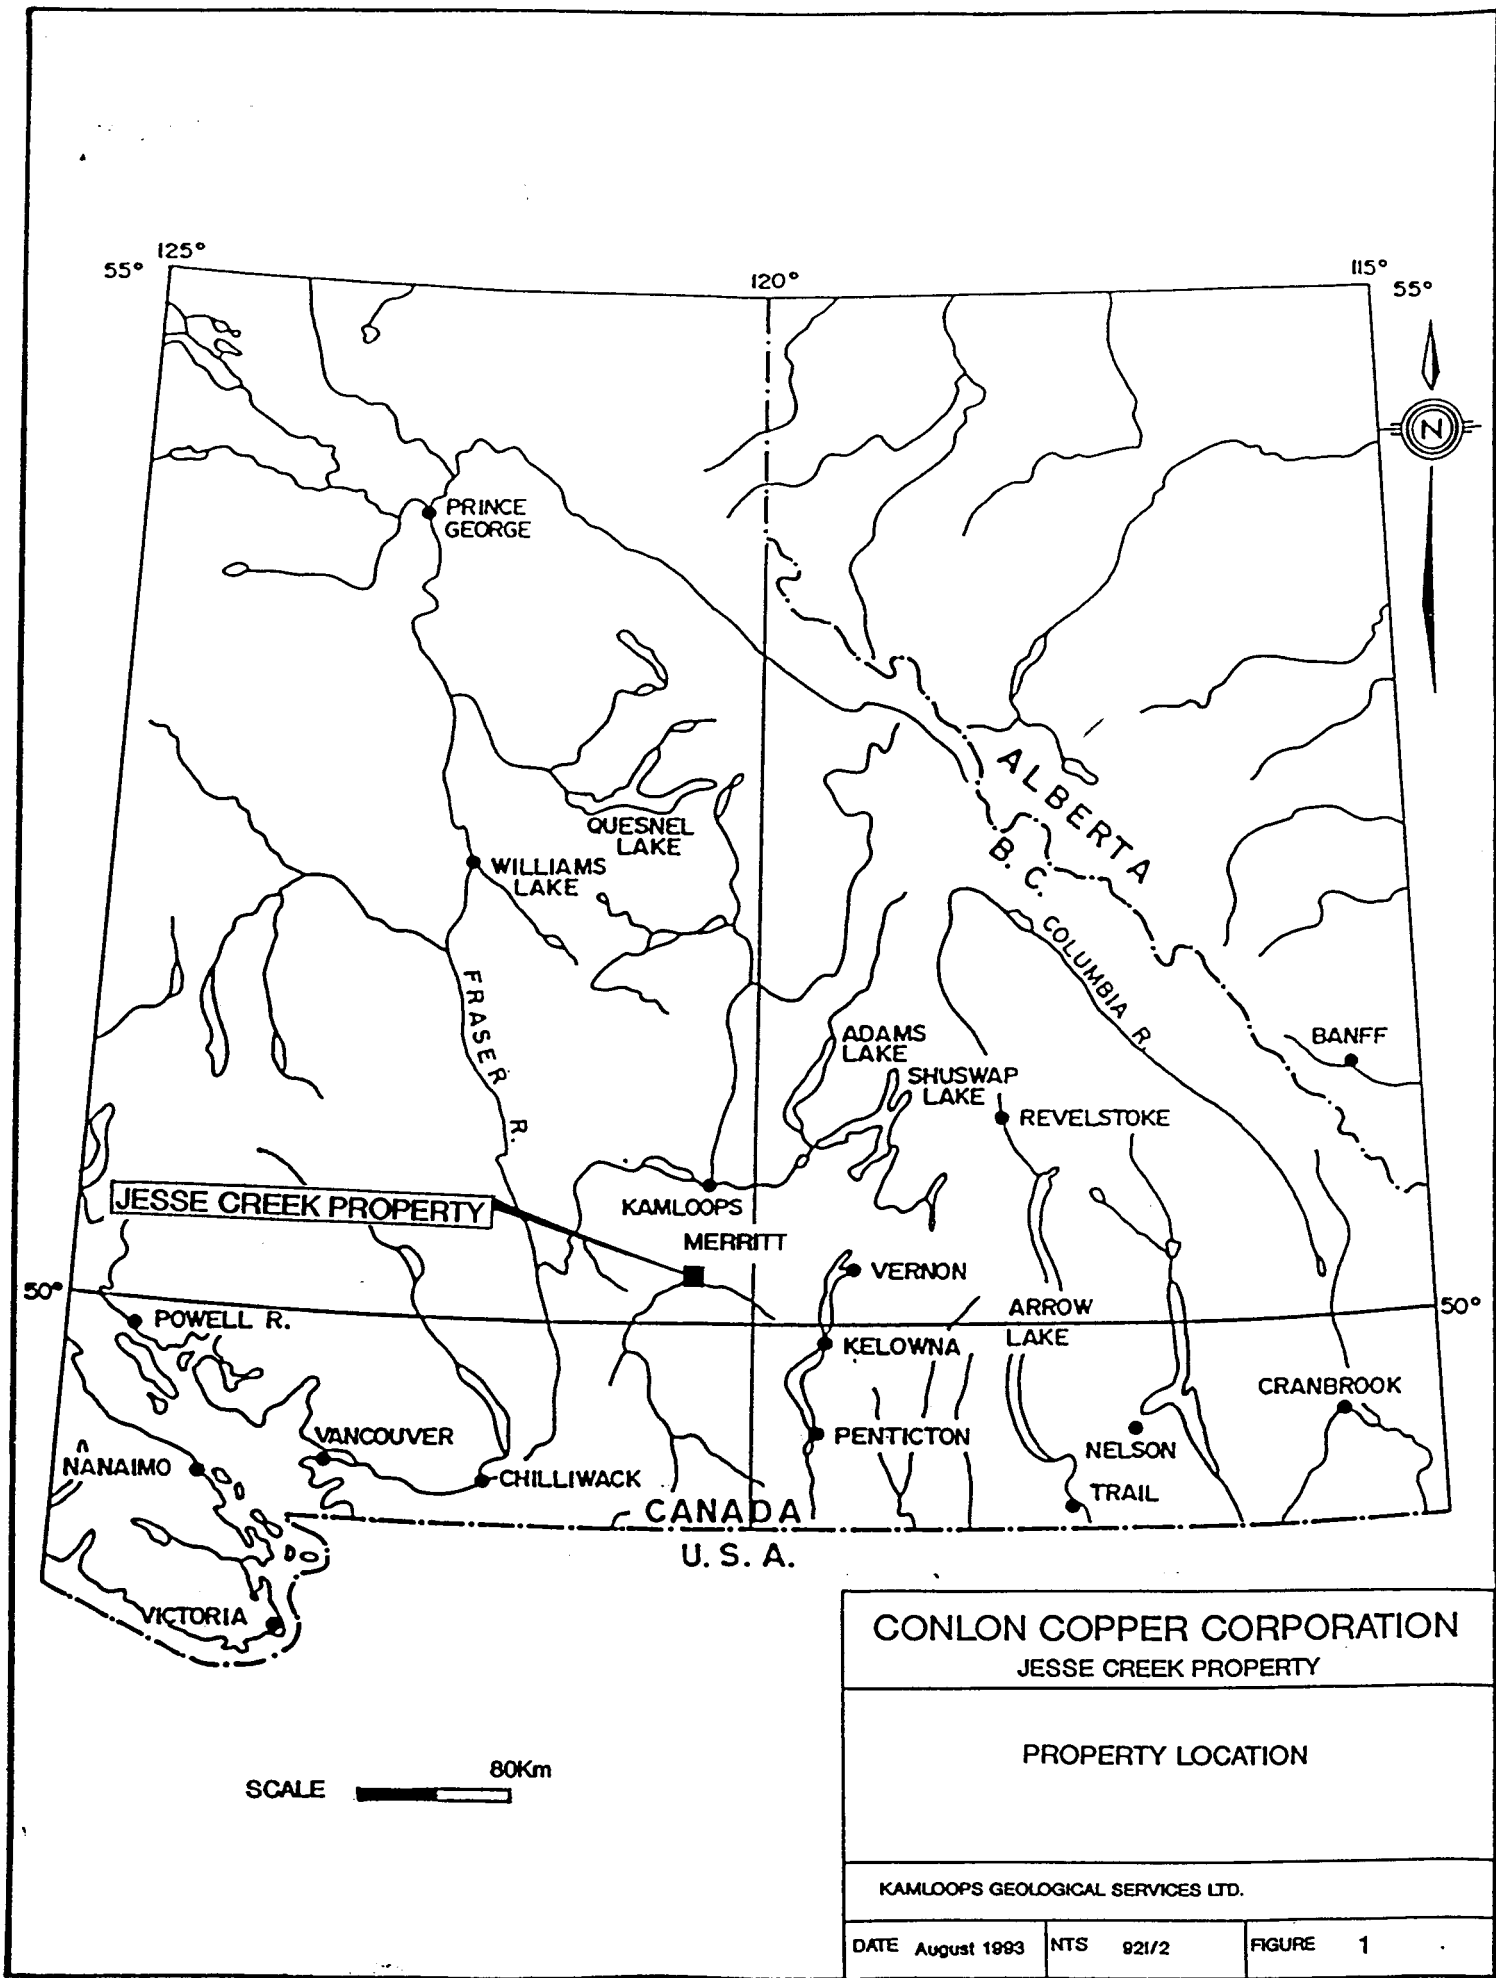 125°
55°
120°
115°
55°
N
PRINCE
GEORGE
QUESNEL
LAKE
WILLIAMS
LAKE
ALBERTA
B. C.
COLUMBIA R.
FRASER R.
ADAMS
LAKE
SHUSWAP
LAKE
BANFF
REVELSTOKE
JESSE CREEK PROPERTY
KAMLOOPS
MERRITT
VERNON
50°
50°
POWELL R.
ARROW
LAKE
KELOWNA
CRANBROOK
VANCOUVER
PENTICTON
NELSON
NANAIMO
CHILLIWACK
TRAIL
CANADA
U. S. A.
VICTORIA
CONLON COPPER CORPORATION
JESSE CREEK PROPERTY
PROPERTY LOCATION
SCALE 80Km
KAMLOOPS GEOLOGICAL SERVICES LTD.
DATE August 1993 NTS 92I/2 FIGURE 1